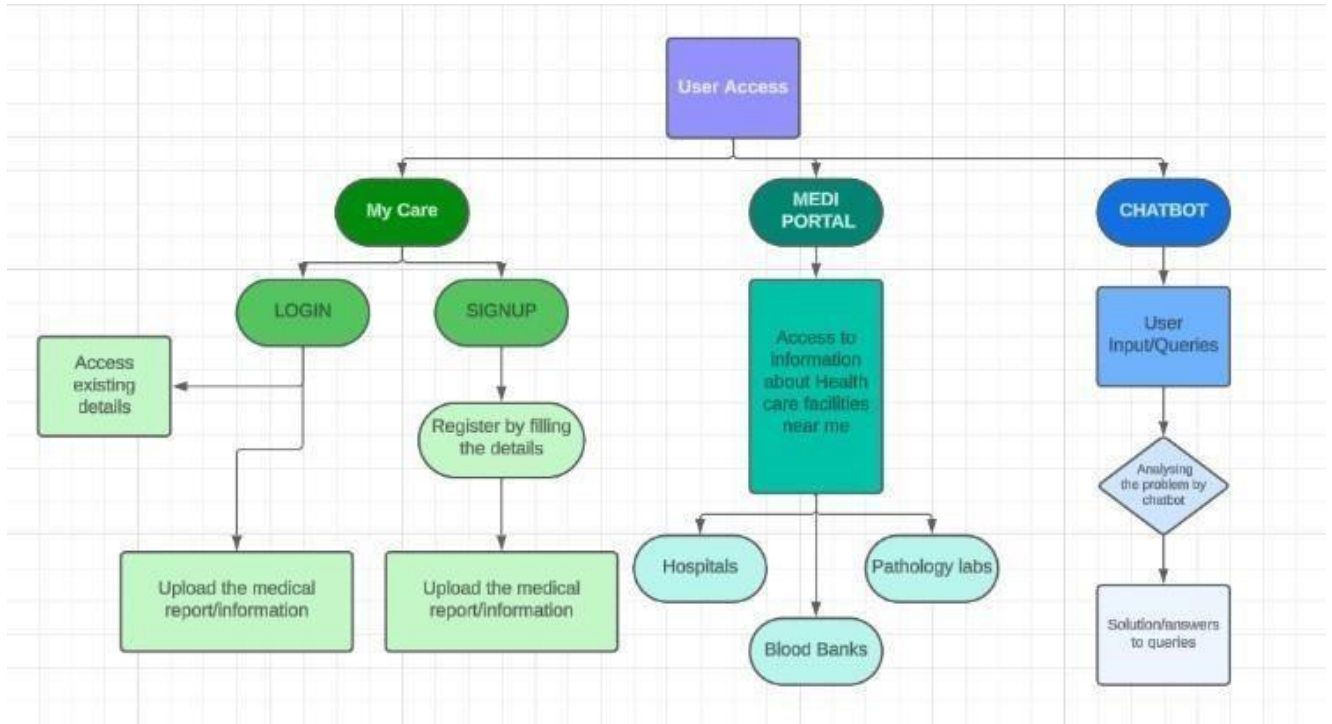 User Access
My Care
MEDI
PORTAL
CHATBOT
LOGIN
SIGNUP
Access
existing
details
Register by filling
the details
Upload the medical
report/information
Upload the medical
report/information
Access to
information
about Health
care facilities
near me
Hospitals
Pathology labs
Blood Banks
User
Input/Queries
Analysing
the problem by
chatbot
Solution/answers
to queries